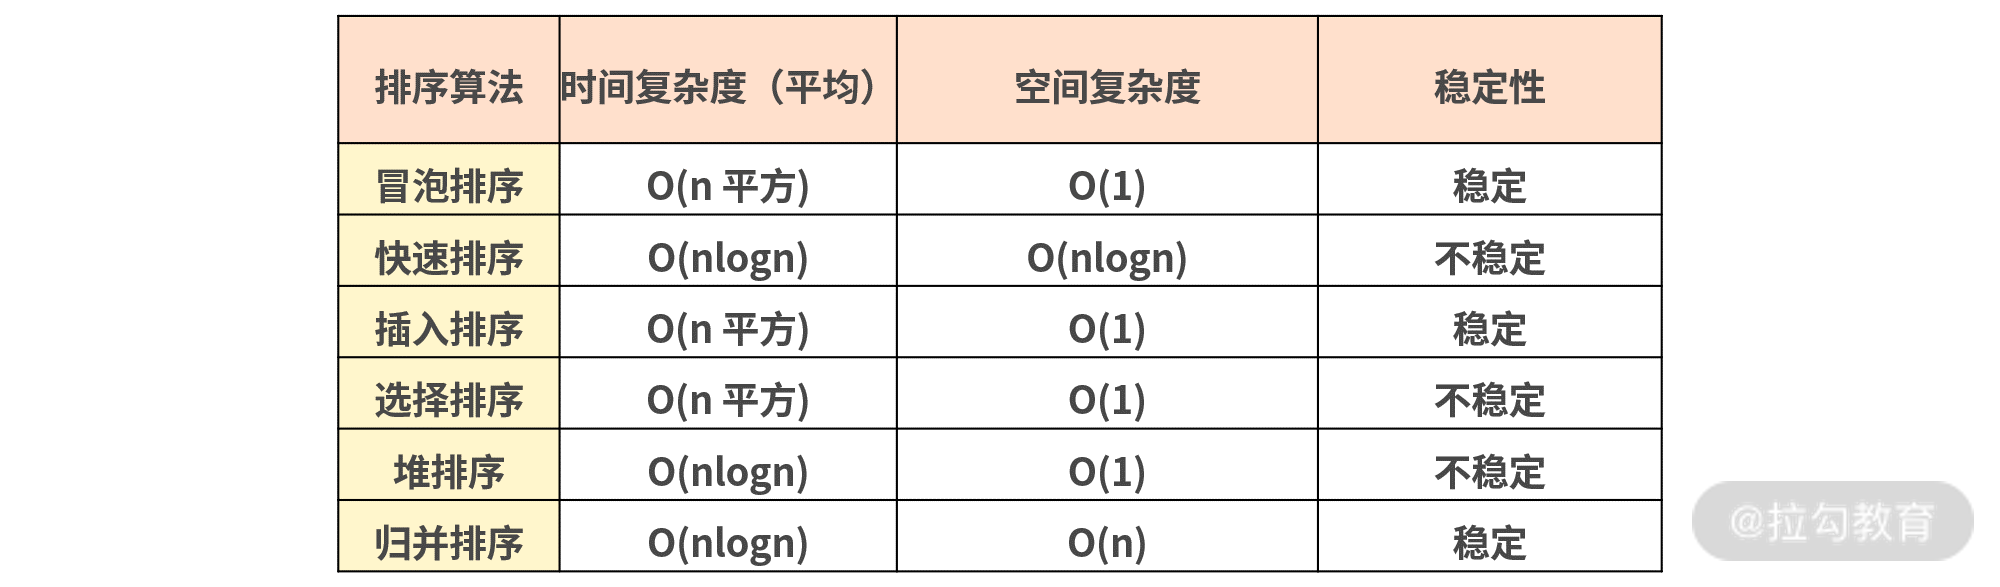 排序算法 时间复杂度（平均） 空间复杂度 稳定性
冒泡排序 O(n 平方) O(1) 稳定
快速排序 O(nlogn) O(nlogn) 不稳定
插入排序 O(n 平方) O(1) 稳定
选择排序 O(n 平方) O(1) 不稳定
堆排序 O(nlogn) O(1) 不稳定
归并排序 O(nlogn) O(n) 稳定
@拉勾教育